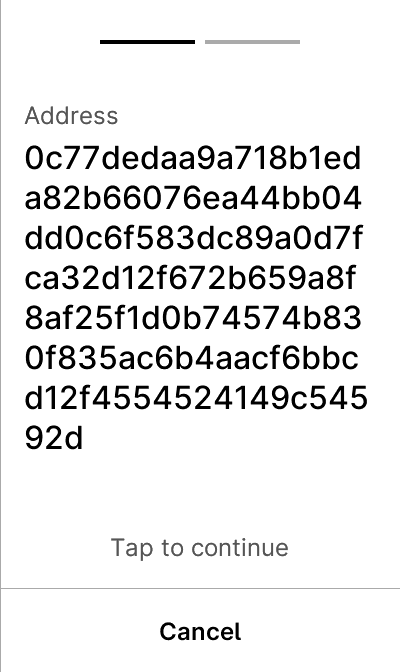 Address
0c77dedaa9a718b1ed
a82b66076ea44bb04
dd0c6f583dc89a0d7f
ca32d12f672b659a8f
8af25f1d0b74574b83
0f835ac6b4aacf6bbc
d12f4554524149c545
92d
Tap to continue
Cancel